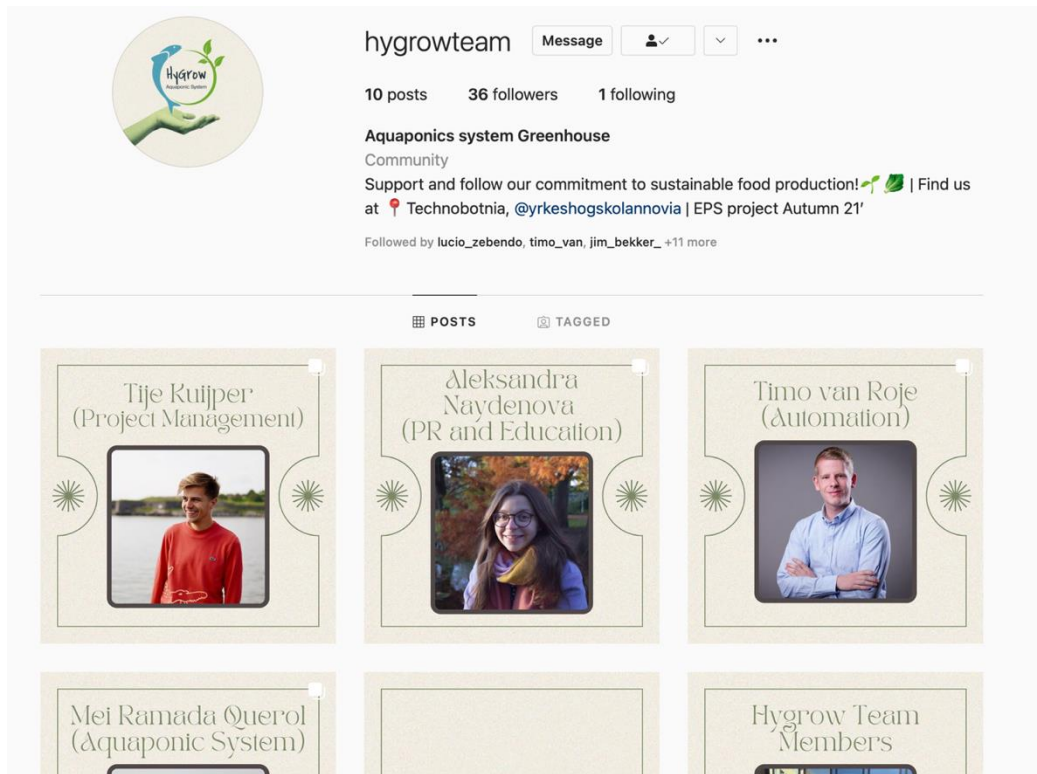 HyGrow
Aquaponic System
hygrowteam
Message
10 posts
36 followers
1 following
Aquaponics system Greenhouse
Community
Support and follow our commitment to sustainable food production!🌱 🥬 | Find us
at 📍 Technobotnia, @yrkeshogskolannovia | EPS project Autumn 21’
Followed by lucio_zebendo, timo_van, jim_bekker_ +11 more
POSTS
TAGGED
Tije Kuijper
(Project Management)
Aleksandra
Naydenova
(PR and Education)
Timo van Roje
(Automation)
Mei Ramada Querol
(Aquaponic System)
Hygrow Team
Members